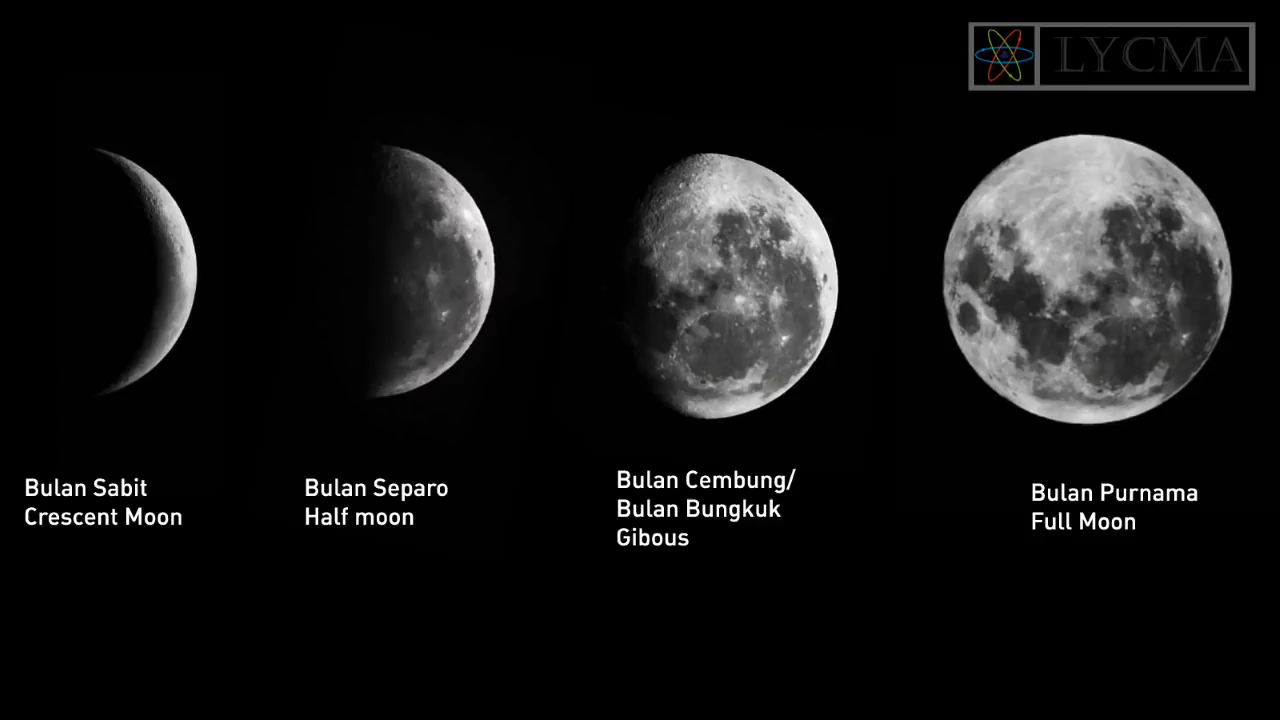 LYCMA
Bulan Sabit
Crescent Moon
Bulan Separo
Half moon
Bulan Cembung/
Bulan Bungkuk
Gibous
Bulan Purnama
Full Moon